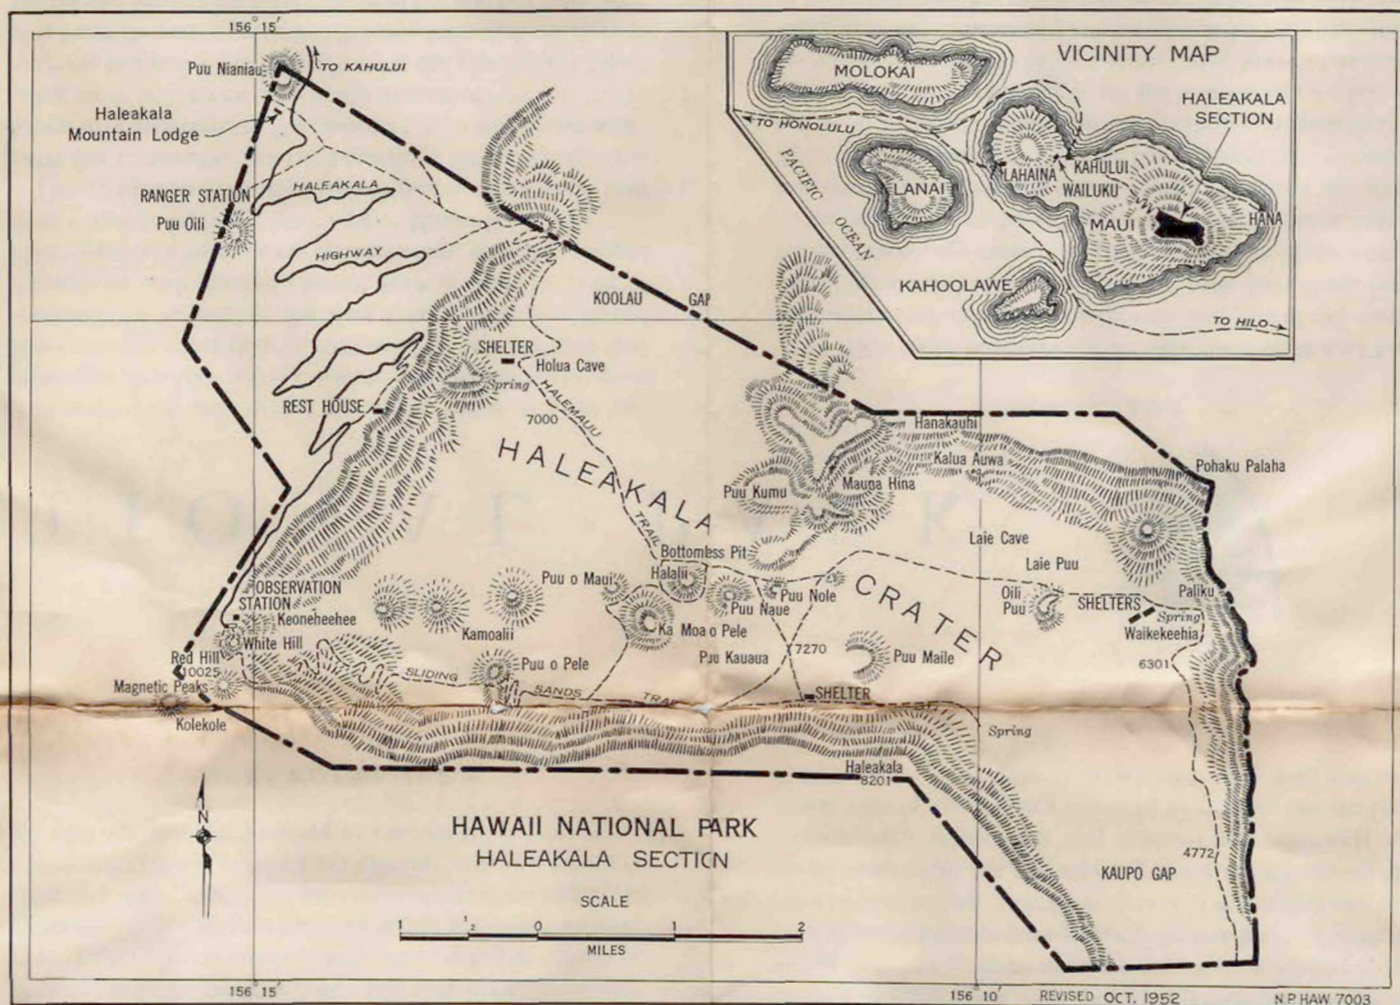 156° 15′
Puu Nianiau
TO KAHULUI
Haleakala
Mountain Lodge
RANGER STATION
HALEAKALA
Puu Oili
HIGHWAY
KOOLAU GAP
SHELTER
Holua Cave
Spring
HALEMAUU
7000
TRAIL
REST HOUSE
HALEAKALA
CRATER
Hanakauhi
Kalua Auwa
Pohaku Palaha
Puu Kumu
Mauna Hina
Bottomless Pit
Laie Cave
Laie Puu
Puu o Maui
Halalii
Puu Nole
Puu Naue
Oili
Puu
SHELTERS
Paliku
Spring
Waikekeehia
OBSERVATION
STATION
Keoneheehee
Kamoalii
Ka Moa o Pele
White Hill
Red Hill
10025
Puu o Pele
Puu Kauaua
7270
Puu Maile
6301
Magnetic Peaks
SLIDING
SANDS
TRAIL
SHELTER
Kolekole
Spring
Haleakala
8201
4772
KAUPO GAP
VICINITY MAP
MOLOKAI
HALEAKALA
SECTION
TO HONOLULU
PACIFIC
OCEAN
LANAI
LAHAINA
KAHULUI
WAILUKU
MAUI
HANA
KAHOOLAWE
TO HILO
N
HAWAII NATIONAL PARK
HALEAKALA SECTION
SCALE
1 ½ 0 1 2
MILES
156° 15′
156° 10′
REVISED OCT. 1952
N P HAW 7003